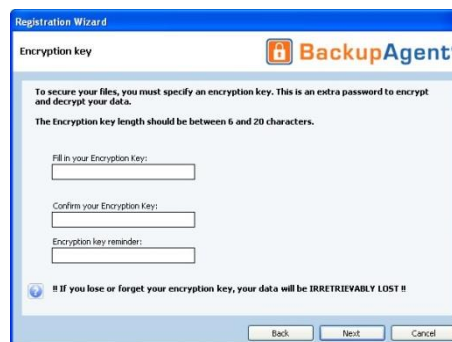 Registration Wizard
Encryption key
BackupAgent
To secure your files, you must specify an encryption key. This is an extra password to encrypt
and decrypt your data.
The Encryption key length should be between 6 and 20 characters.
Fill in your Encryption Key:
Confirm your Encryption Key:
Encryption key reminder:
!! If you lose or forget your encryption key, your data will be IRRETRIEVABLY LOST !!
Back Next Cancel